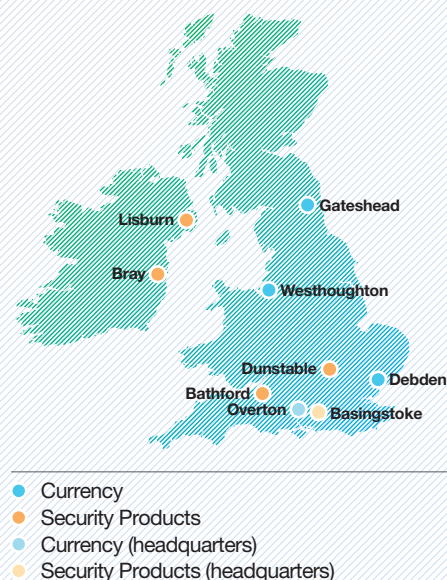 Gateshead
Lisburn
Bray
Westhoughton
Dunstable
Debden
Bathford
Overton
Basingstoke
Currency
Security Products
Currency (headquarters)
Security Products (headquarters)